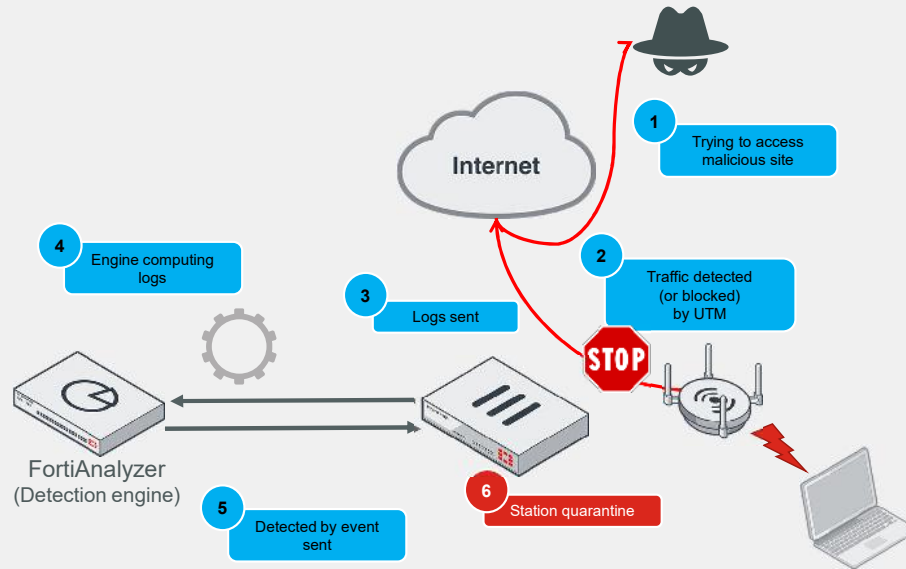 1
Trying to access
malicious site
Internet
2
Traffic detected
(or blocked)
by UTM
3
Logs sent
4
Engine computing
logs
STOP
FortiAnalyzer
(Detection engine)
5
Detected by event
sent
6
Station quarantine